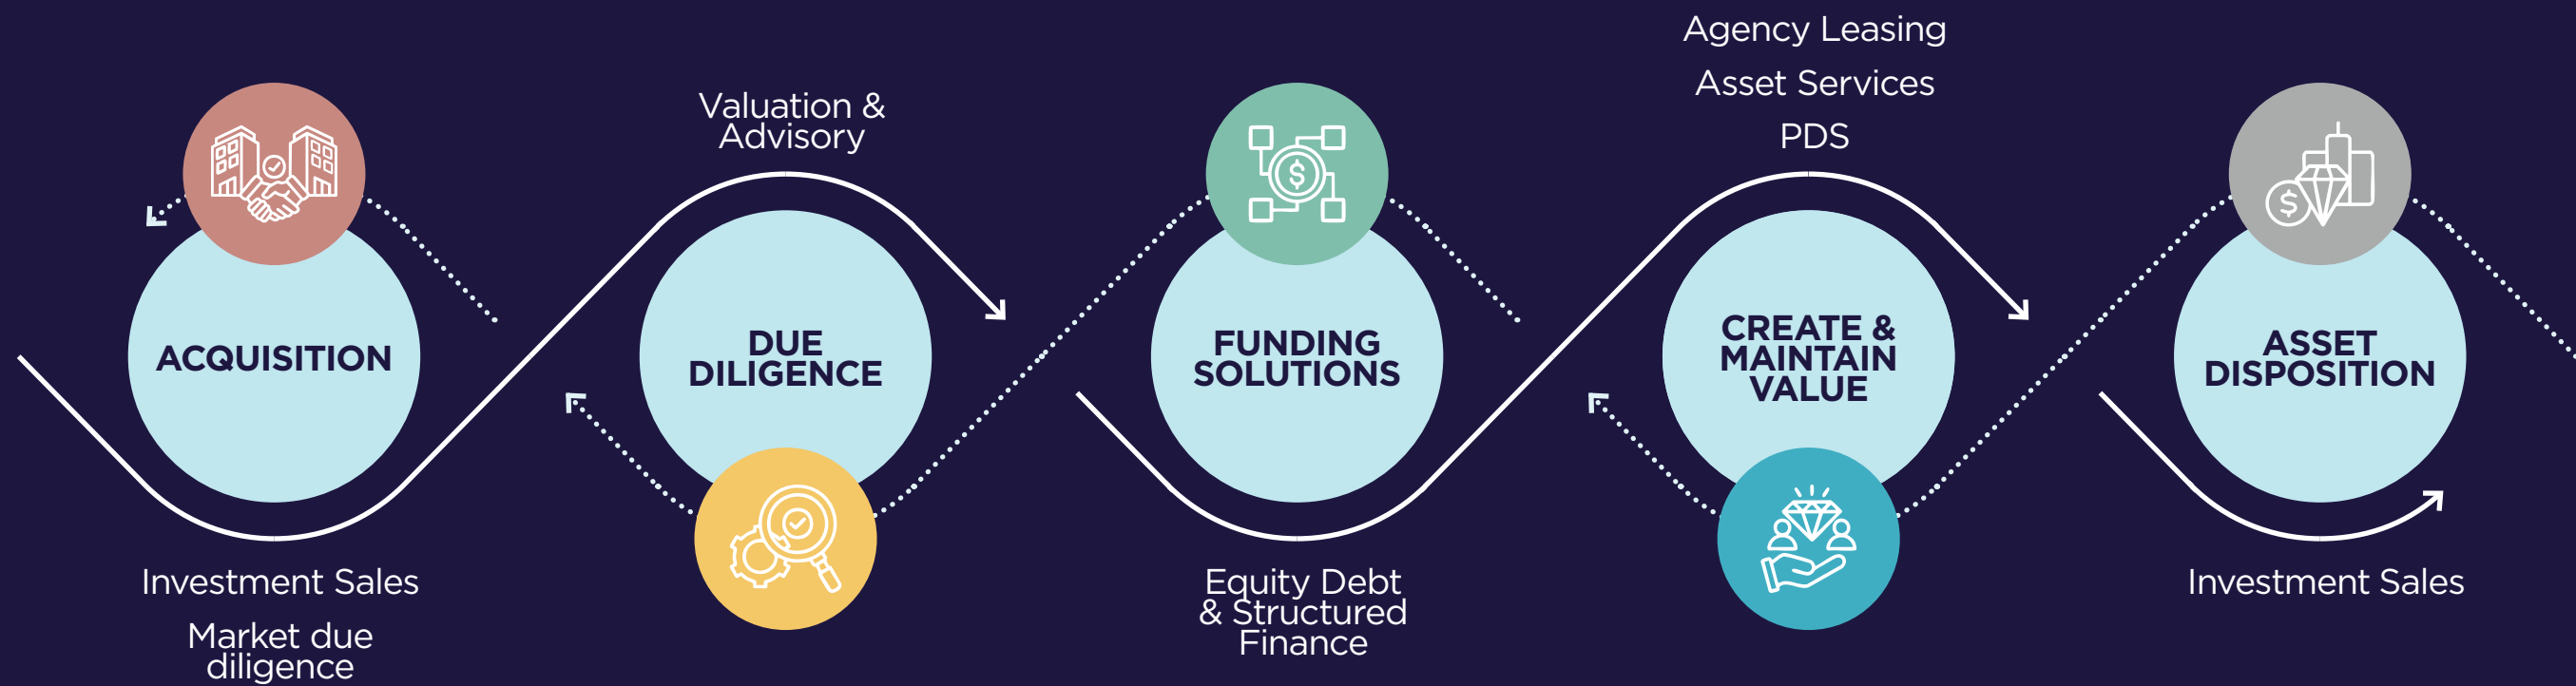 ACQUISITION
Investment Sales
Market due
diligence
Valuation &
Advisory
DUE
DILIGENCE
FUNDING
SOLUTIONS
Equity Debt
& Structured
Finance
Agency Leasing
Asset Services
PDS
CREATE &
MAINTAIN
VALUE
ASSET
DISPOSITION
Investment Sales